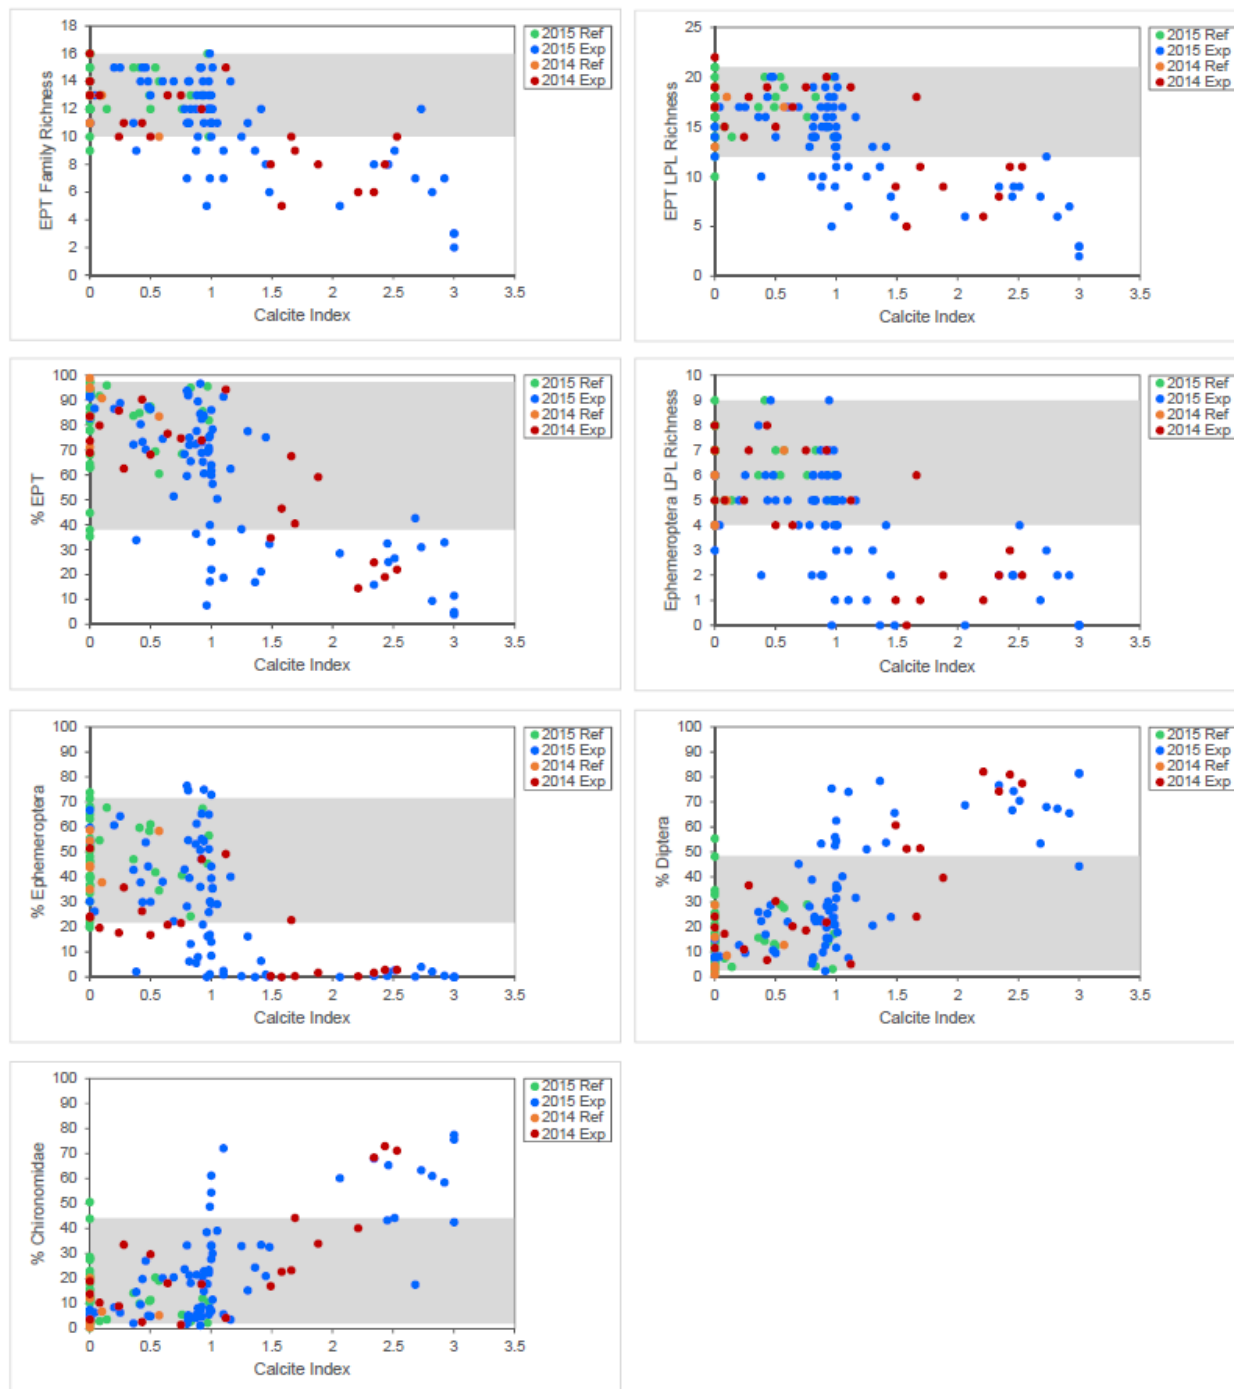 18
16
14
12
10
8
6
4
2
0
EPT Family Richness
0 0.5 1 1.5 2 2.5 3 3.5
Calcite Index
2015 Ref
2015 Exp
2014 Ref
2014 Exp
25
20
15
10
5
0
EPT LPL Richness
0 0.5 1 1.5 2 2.5 3 3.5
Calcite Index
2015 Ref
2015 Exp
2014 Ref
2014 Exp
100
90
80
70
60
50
40
30
20
10
0
% EPT
0 0.5 1 1.5 2 2.5 3 3.5
Calcite Index
2015 Ref
2015 Exp
2014 Ref
2014 Exp
10
9
8
7
6
5
4
3
2
1
0
Ephemeroptera LPL Richness
0 0.5 1 1.5 2 2.5 3 3.5
Calcite Index
2015 Ref
2015 Exp
2014 Ref
2014 Exp
100
90
80
70
60
50
40
30
20
10
0
% Ephemeroptera
0 0.5 1 1.5 2 2.5 3 3.5
Calcite Index
2015 Ref
2015 Exp
2014 Ref
2014 Exp
100
90
80
70
60
50
40
30
20
10
0
% Diptera
0 0.5 1 1.5 2 2.5 3 3.5
Calcite Index
2015 Ref
2015 Exp
2014 Ref
2014 Exp
100
90
80
70
60
50
40
30
20
10
0
% Chironomidae
0 0.5 1 1.5 2 2.5 3 3.5
Calcite Index
2015 Ref
2015 Exp
2014 Ref
2014 Exp